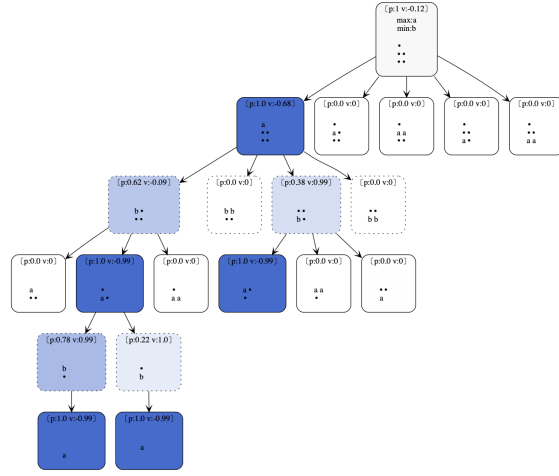 [p:1 v:-0.12]
max:a
min:b
[p:1.0 v:-0.68]
a
[p:0.0 v:0]
a
[p:0.0 v:0]
a a
[p:0.0 v:0]
a
[p:0.0 v:0]
a a
[p:0.62 v:-0.09]
b
[p:0.0 v:0]
b b
[p:0.38 v:0.99]
b
[p:0.0 v:0]
b b
[p:0.0 v:0]
a
[p:1.0 v:-0.99]
a
[p:0.0 v:0]
a a
[p:1.0 v:-0.99]
a
[p:0.0 v:0]
a a
[p:0.0 v:0]
a
[p:0.78 v:0.99]
b
[p:0.22 v:1.0]
b
[p:1.0 v:-0.99]
a
[p:1.0 v:-0.99]
a